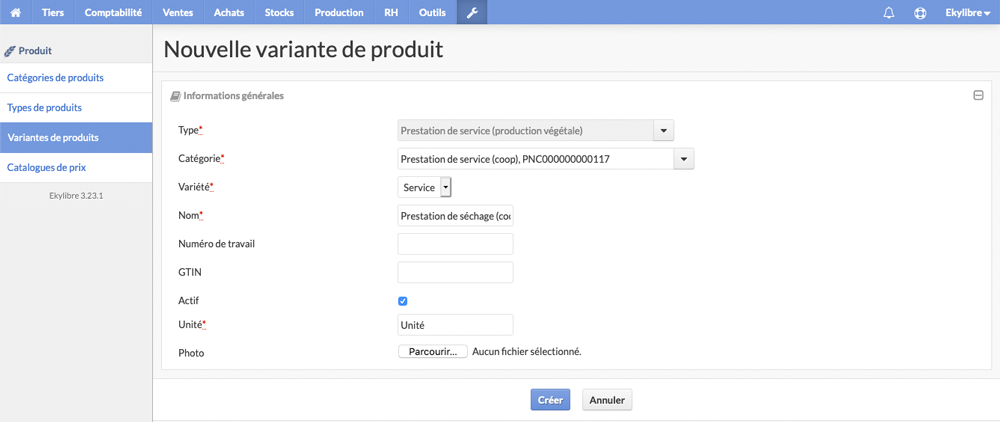 Tiers Comptabilité Ventes Achats Stocks Production RH Outils Ekylibre
Produit
Catégories de produits
Types de produits
Variantes de produits
Catalogues de prix
Ekylibre 3.23.1
Nouvelle variante de produit
Informations générales
Type* Prestation de service (production végétale)
Catégorie* Prestation de service (coop), PNC000000000117
Variété* Service
Nom* Prestation de séchage (coo
Numéro de travail
GTIN
Actif
Unité* Unité
Photo Parcourir... Aucun fichier sélectionné.
Créer Annuler